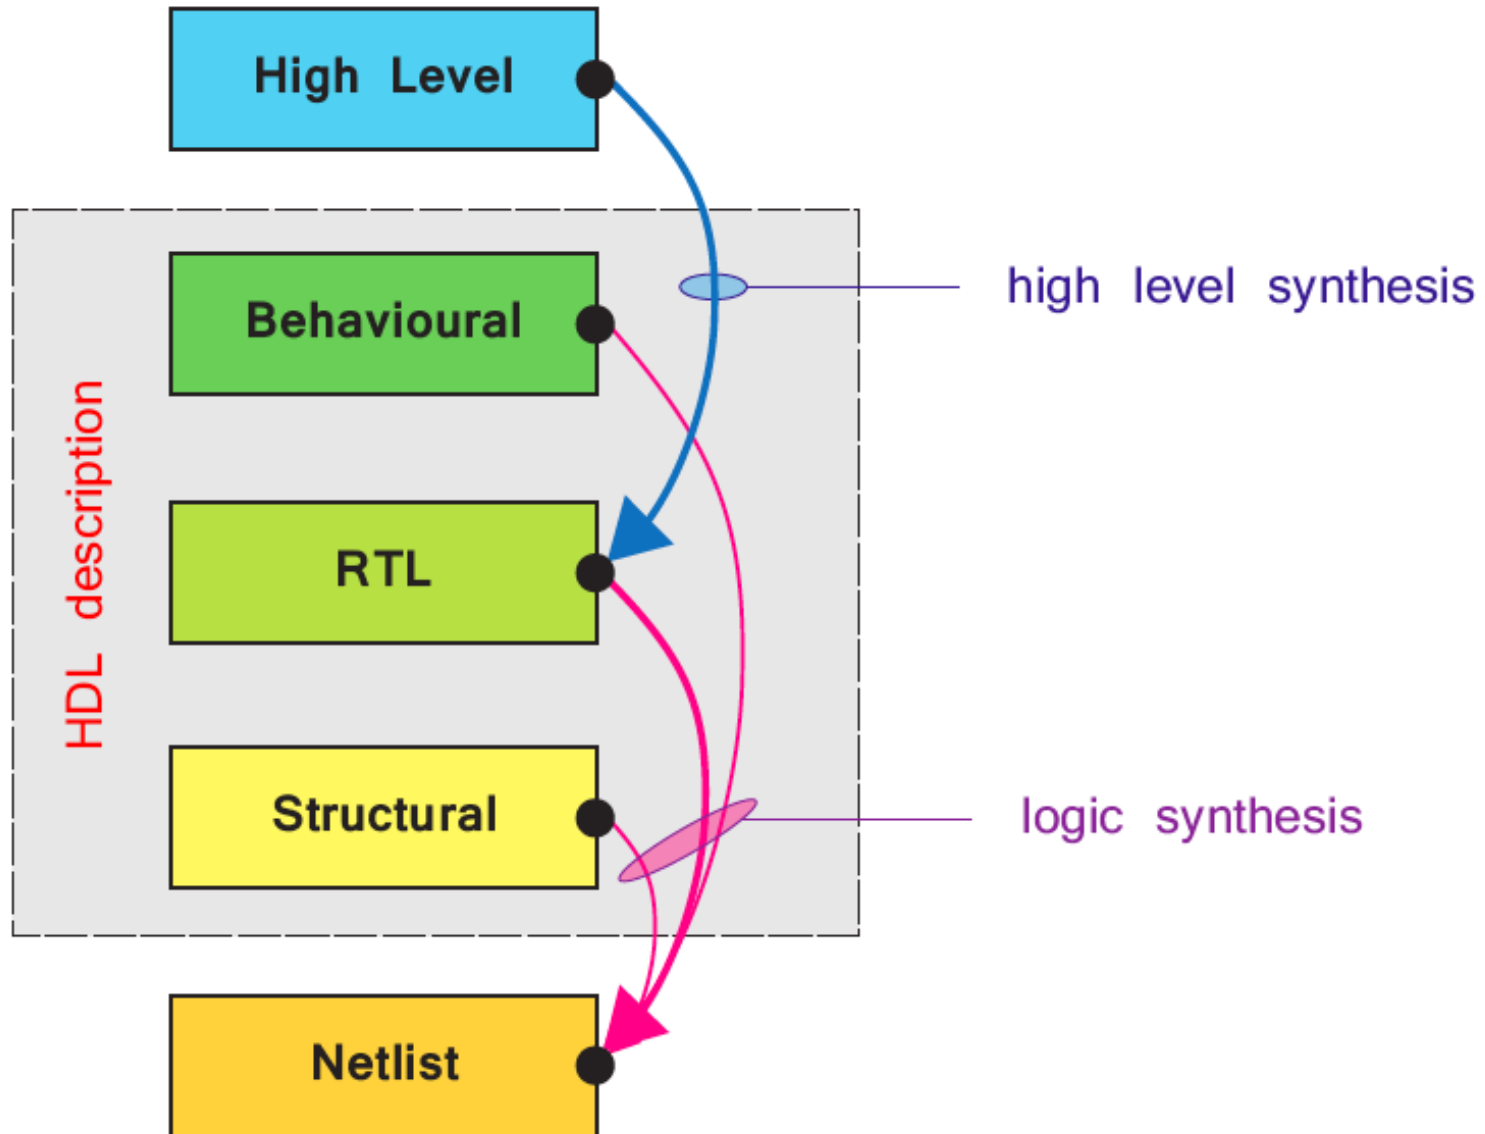 High Level
high level synthesis
Behavioural
HDL description
RTL
Structural
logic synthesis
Netlist